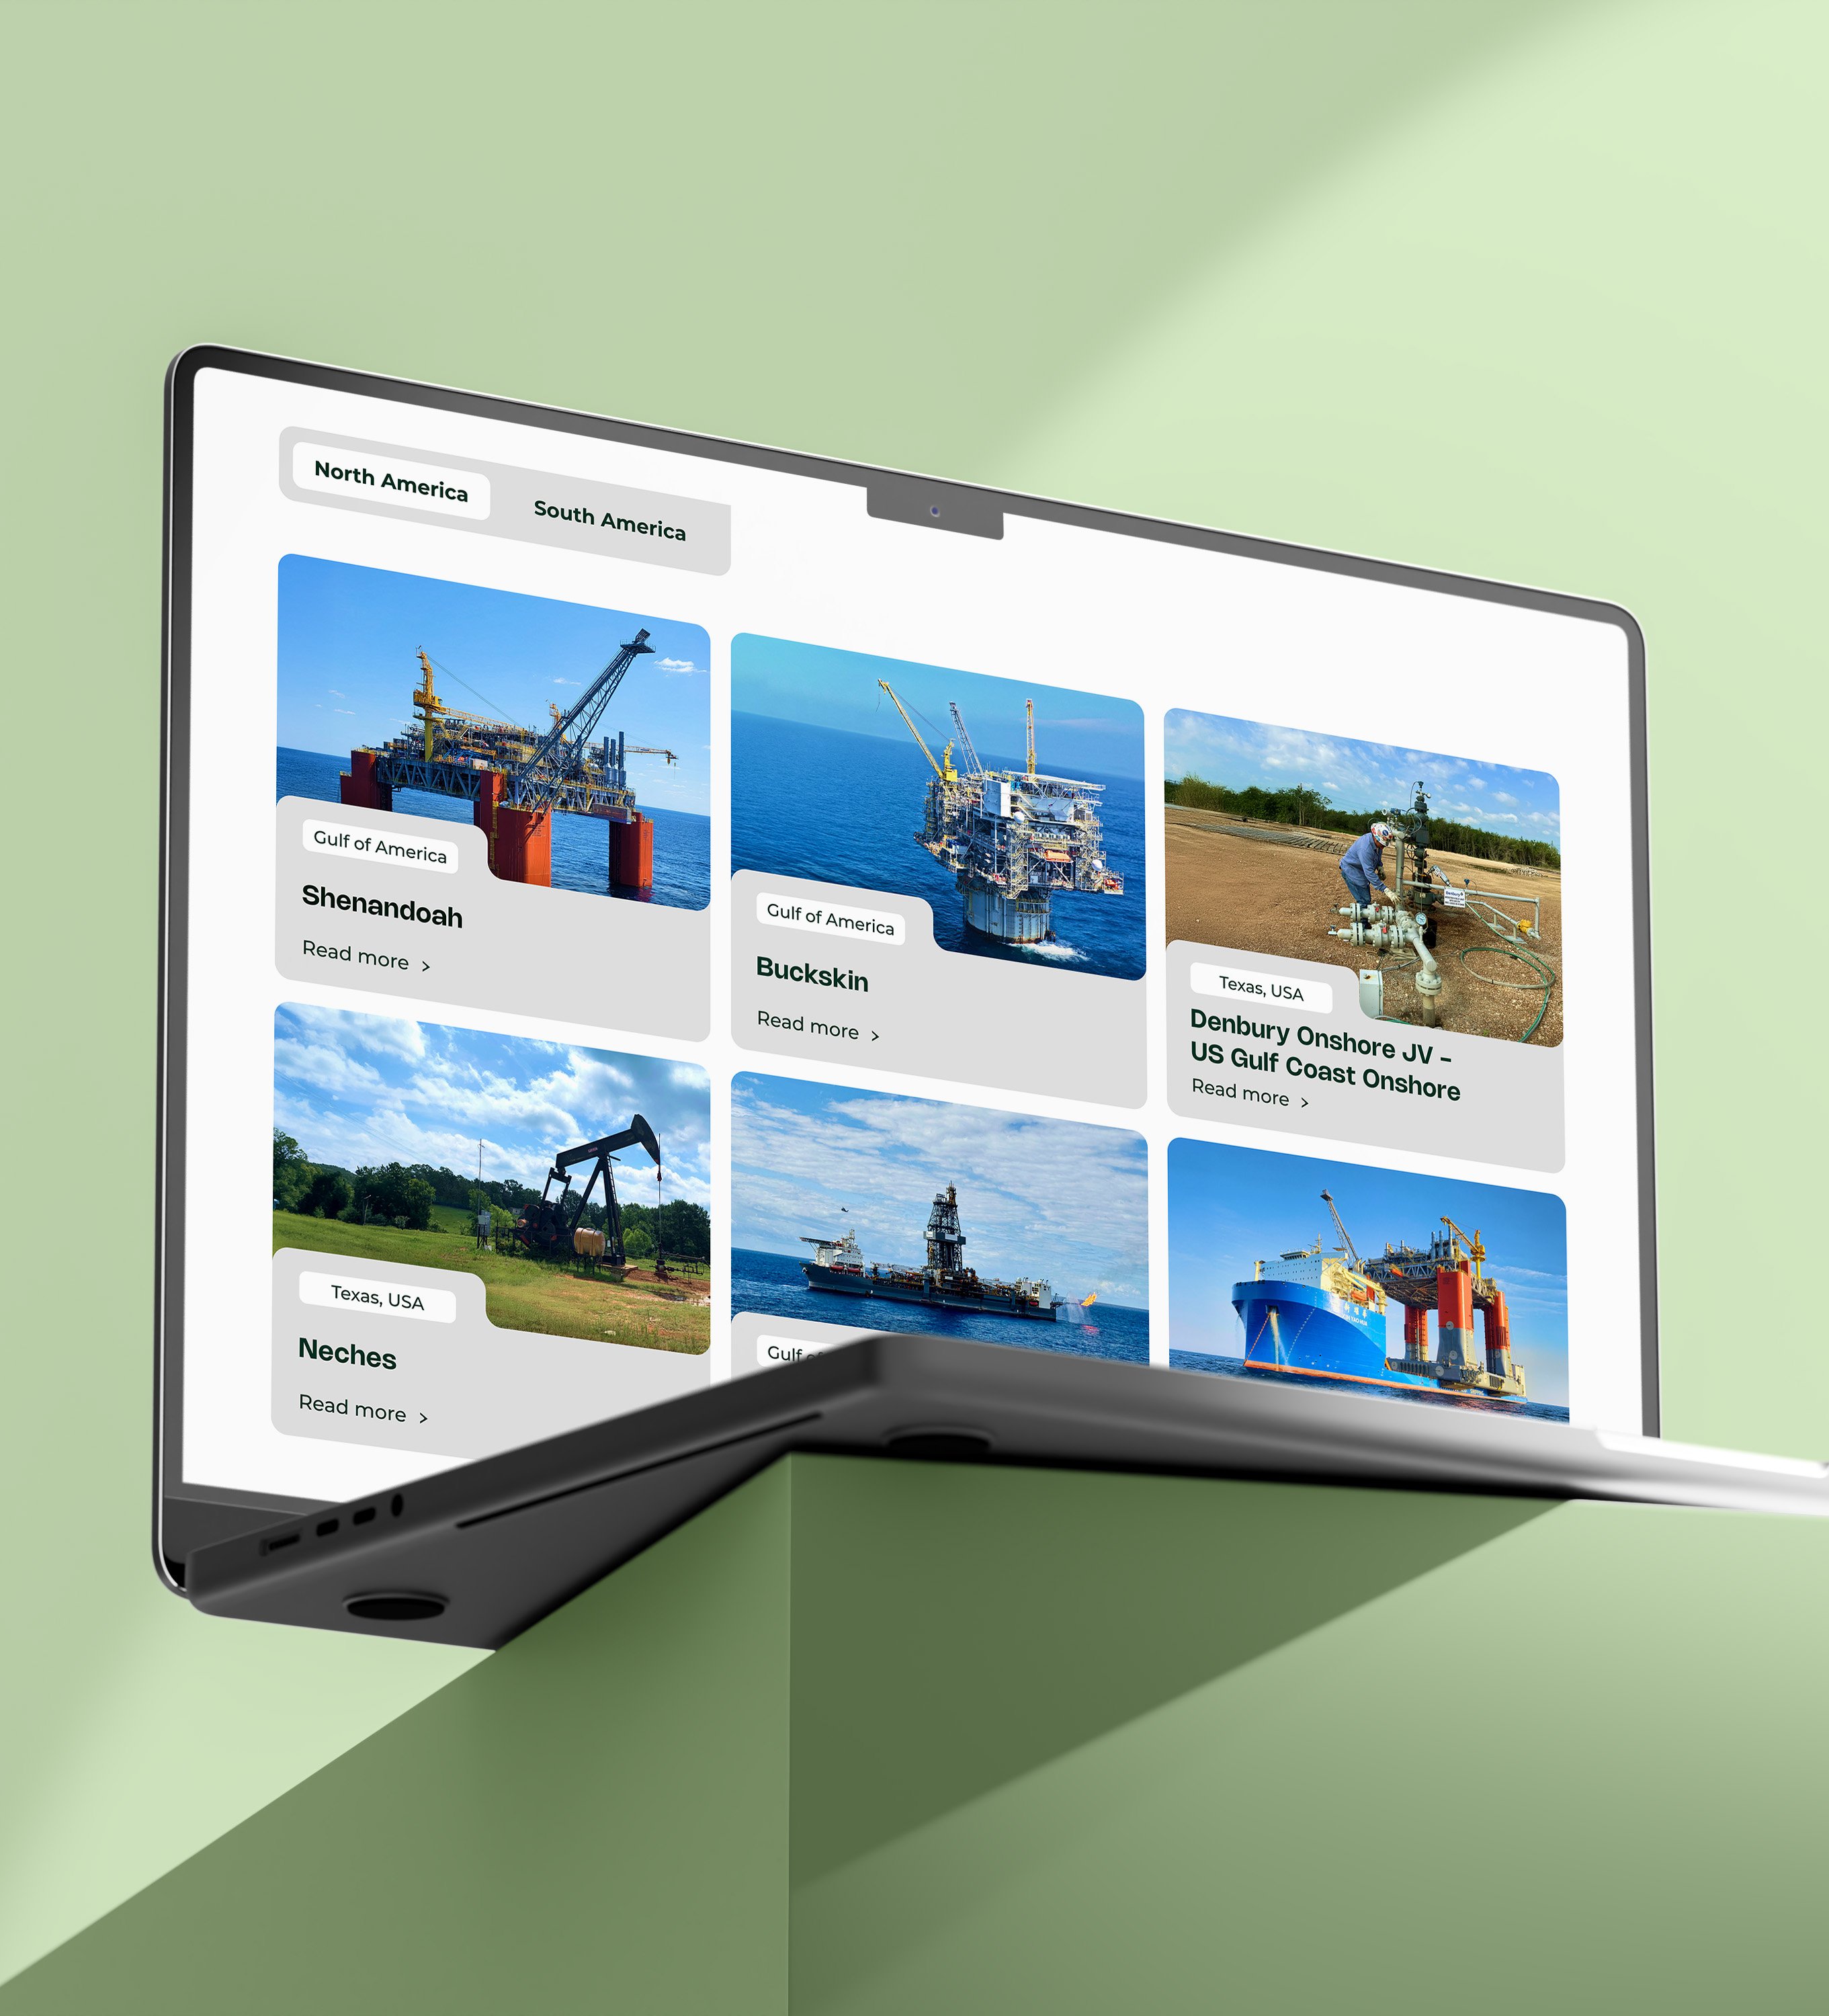 North America
South America
Gulf of America
Shenandoah
Read more >
Gulf of America
Buckskin
Read more >
Texas, USA
Denbury Onshore JV –
US Gulf Coast Onshore
Read more >
Texas, USA
Neches
Read more >
Gulf